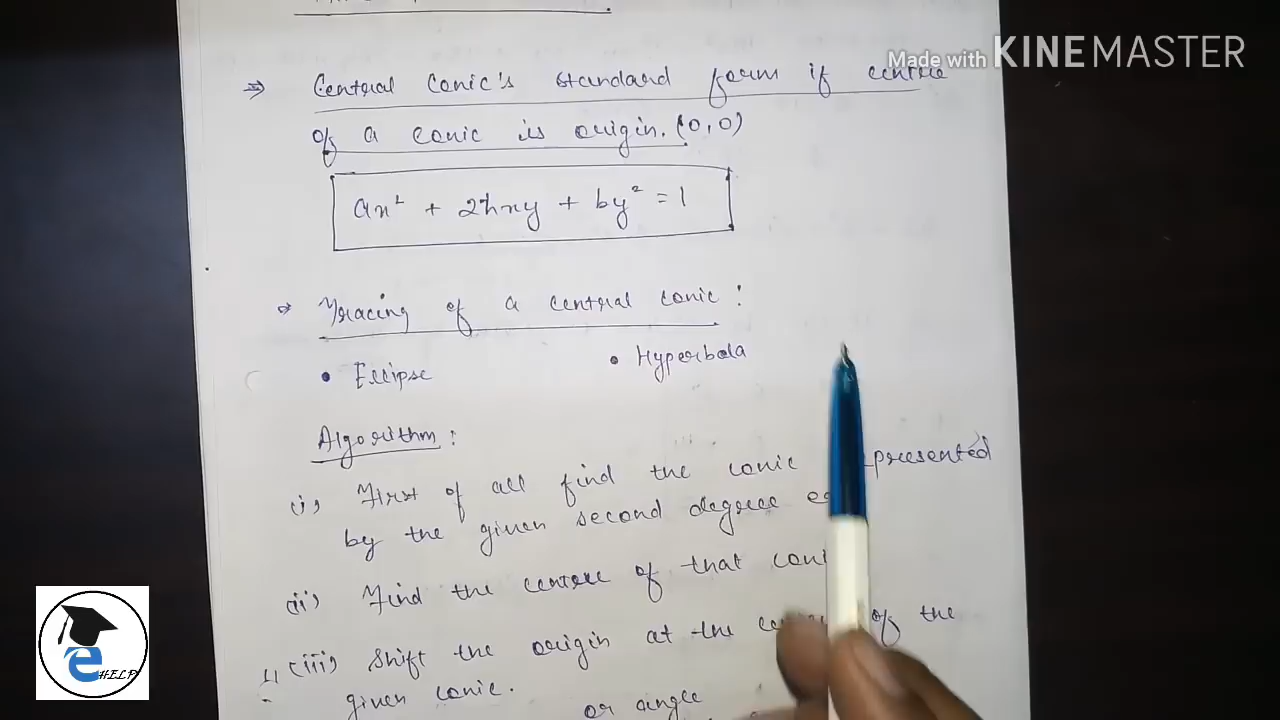 Made with KINEMASTER
⇒ Central Conic's standard form if centre
of a conic is origin. (0,0)
ax² + 2hxy + by² = 1
⇒ Tracing of a central conic :
• Ellipse • Hyperbola
Algorithm :
(i) First of all find the conic represented
by the given second degree
(ii) Find the centre of that
(iii) Shift the origin at the of the
given conic.
or angle
e HELP